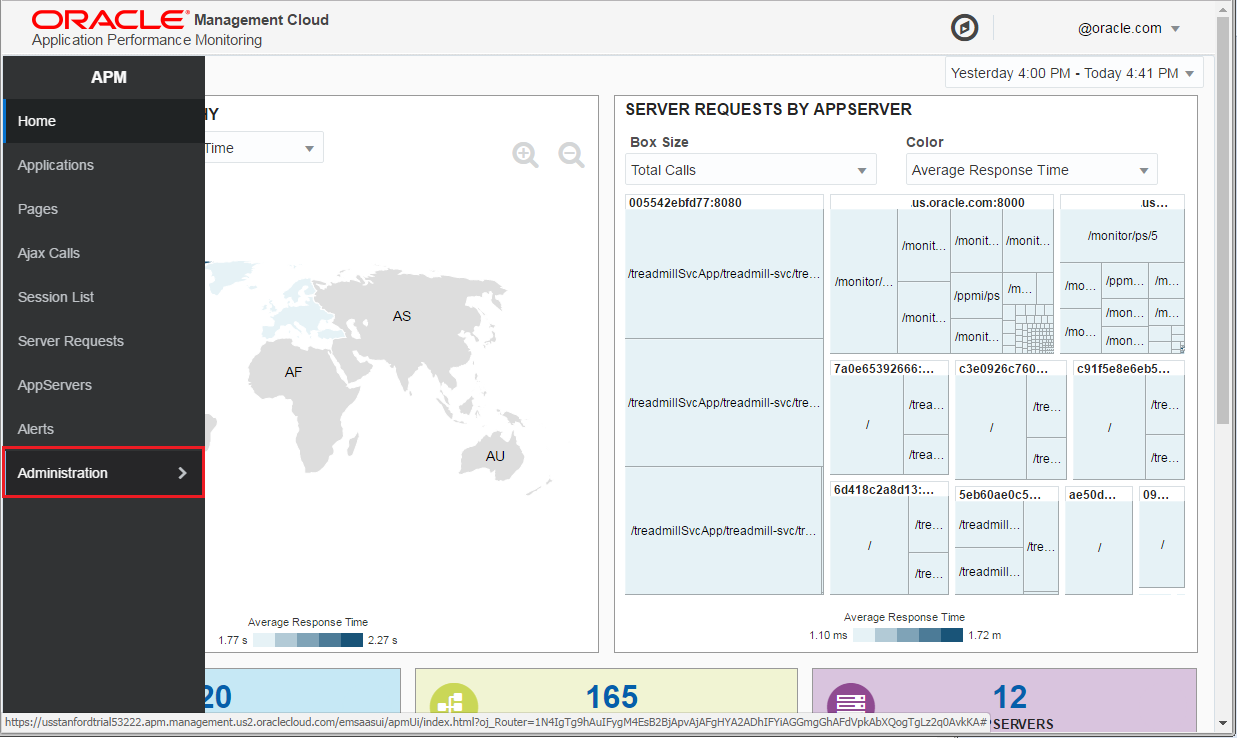 ORACLE® Management Cloud
Application Performance Monitoring
@oracle.com
APM
Yesterday 4:00 PM - Today 4:41 PM
Home
Applications
Pages
Ajax Calls
Session List
Server Requests
AppServers
Alerts
Administration
HY
Time
AS
AF
AU
Average Response Time
1.77 s
2.27 s
SERVER REQUESTS BY APPSERVER
Box Size
Color
Total Calls
Average Response Time
005542ebfd77:8080
/treadmillSvcApp/treadmill-svc/tre...
/treadmillSvcApp/treadmill-svc/tre...
/treadmillSvcApp/treadmill-svc/tr...
.us.oracle.com:8000
/monitor/...
/monit...
/monit...
/monit...
/monit...
/ppmi/ps
/m...
/monit...
.us...
/monitor/ps/5
/mo...
/ppm...
/m...
/mon...
/m...
/mo...
/mon...
7a0e65392666:...
/
/trea...
/trea...
c3e0926c760...
/
/tre...
/tre...
c91f5e8e6eb5...
/
/tre...
/tre...
6d418c2a8d13:...
/
/tre...
/tre...
5eb60ae0c5...
/treadmill...
/tre...
/treadmill...
ae50d...
/
09...
/
Average Response Time
1.10 ms
1.72 m
20
165
12
PSERVERS
https://usstanfordtrial53222.apm.management.us2.oraclecloud.com/emsaasui/apmUi/index.html?oj_Router=1N4IgTg9hAuIFygM4EsB2BjApvAjAFgHYA2ADhIFYiAGGmgGhAFdVpkAbXQogTgLz2q0AvkKA#